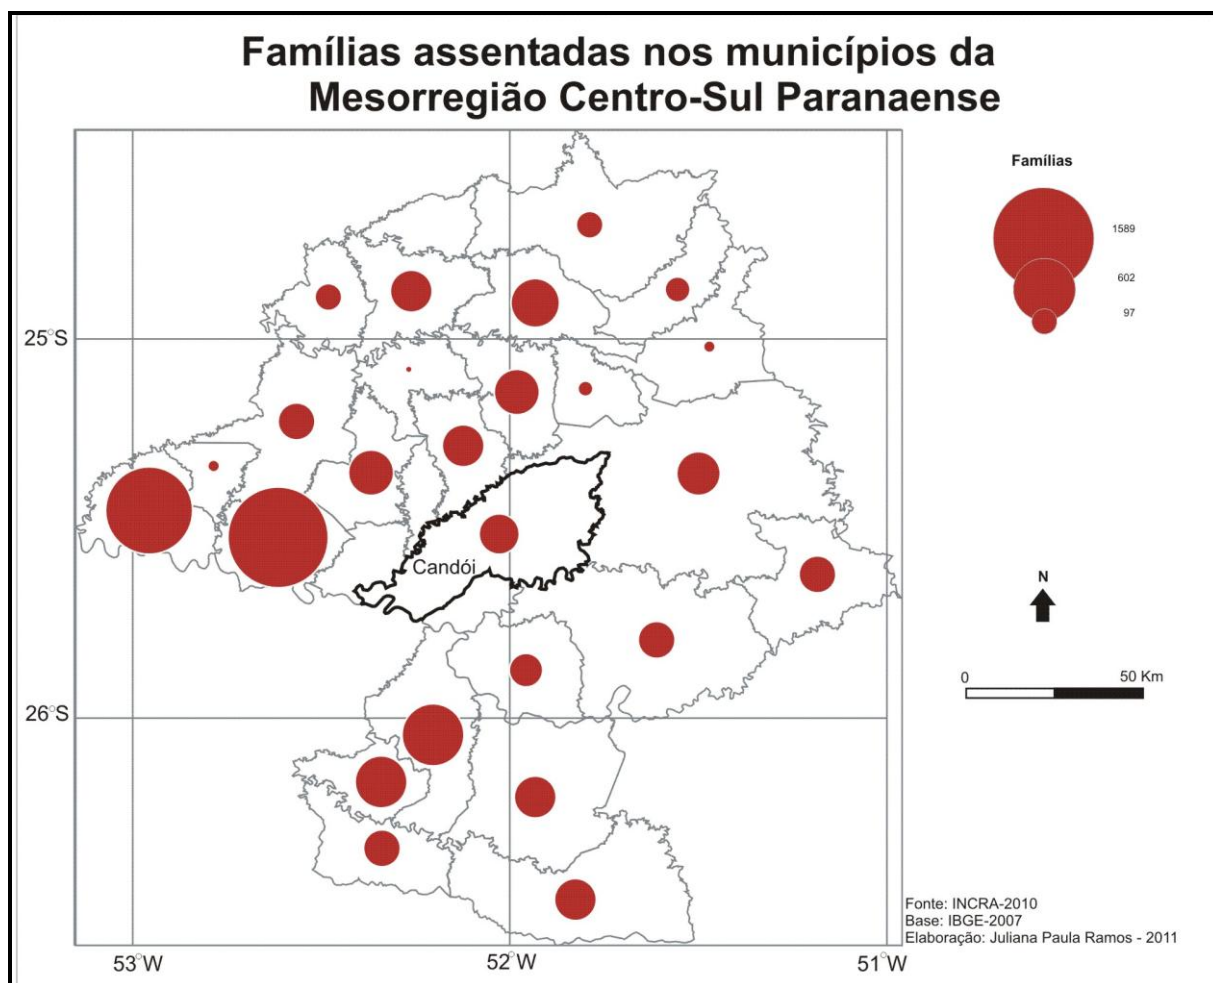 Famílias assentadas nos municípios da
Mesorregião Centro-Sul Paranaense
Famílias
1589
602
97
25°S
Candói
N
0 50 Km
26°S
Fonte: INCRA-2010
Base: IBGE-2007
Elaboração: Juliana Paula Ramos - 2011
53°W 52°W 51°W